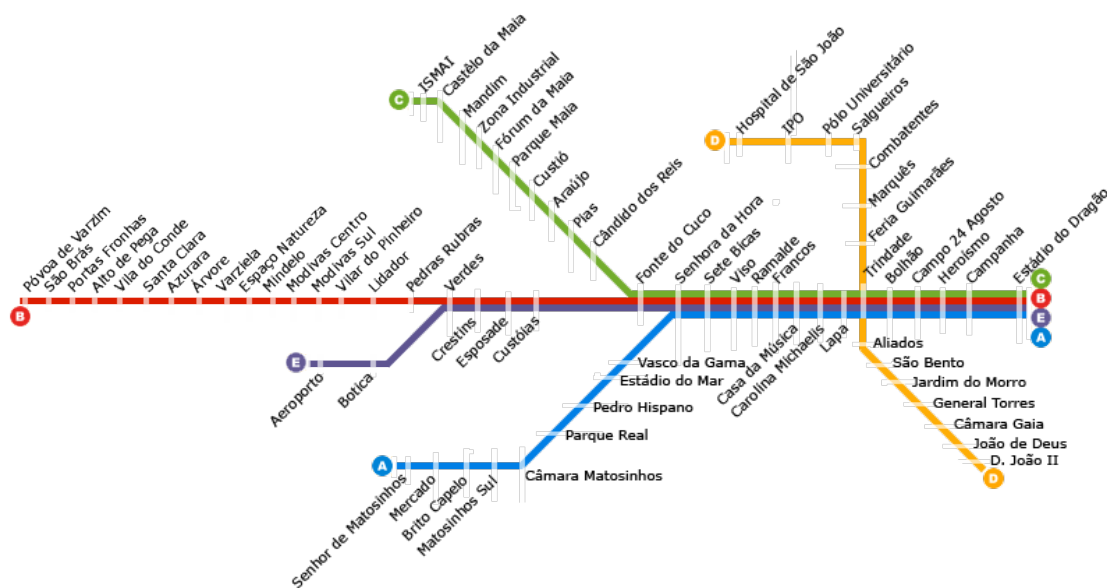 C
ISMAI
Castêlo da Maia
Mandim
Zona Industrial
Fórum da Maia
Parque Maia
Custió
Araújo
Pias
Cândido dos Reis
D
Hospital de São João
IPO
Pólo Universitário
Salgueiros
Combatentes
Marquês
Feria Guimarães
Trindade
Bolhão
Campo 24 Agosto
Heroísmo
Campanha
Estádio do Dragão
Póvoa de Varzim
São Brás
Portas Fronhas
Alto de Pega
Vila do Conde
Santa Clara
Azurara
Árvore
Varziela
Espaço Natureza
Mindelo
Modivas Centro
Modivas Sul
Vilar do Pinheiro
Lidador
Pedras Rubras
Verdes
Fonte do Cuco
Senhora da Hora
Sete Bicas
Viso
Ramalde
Francos
C
B
E
A
B
Crestins
Esposade
Custóias
Casa da Música
Carolina Michaelis
Lapa
E
Aeroporto
Botica
Vasco da Gama
Estádio do Mar
Pedro Hispano
Parque Real
Câmara Matosinhos
A
Senhor de Matosinhos
Mercado
Brito Capelo
Matosinhos Sul
Aliados
São Bento
Jardim do Morro
General Torres
Câmara Gaia
João de Deus
D. João II
D